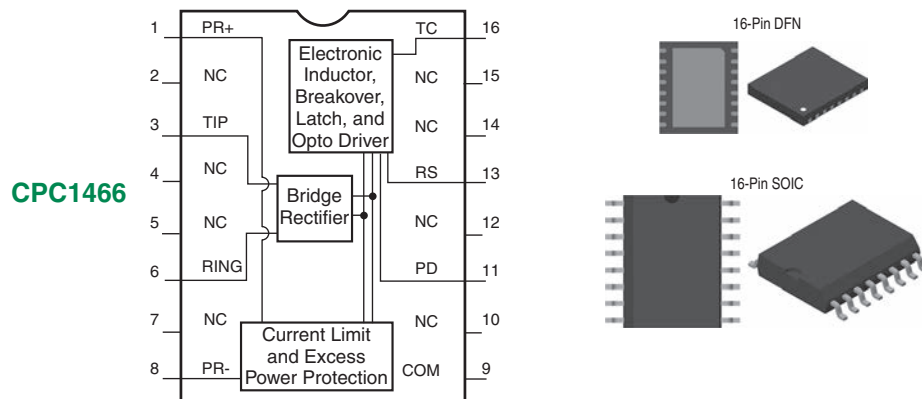 CPC1466
1 PR+
2 NC
3 TIP
4 NC
5 NC
6 RING
7 NC
8 PR-
Electronic
Inductor,
Breakover,
Latch, and
Opto Driver
Bridge
Rectifier
Current Limit
and Excess
Power Protection
TC 16
NC 15
NC 14
RS 13
NC 12
PD 11
NC 10
COM 9
16-Pin DFN
16-Pin SOIC